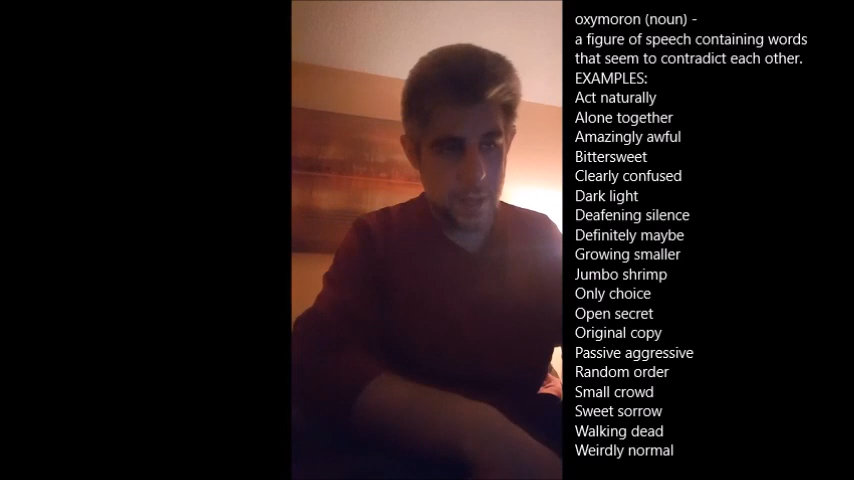 oxymoron (noun) -
a figure of speech containing words
that seem to contradict each other.
EXAMPLES:
Act naturally
Alone together
Amazingly awful
Bittersweet
Clearly confused
Dark light
Deafening silence
Definitely maybe
Growing smaller
Jumbo shrimp
Only choice
Open secret
Original copy
Passive aggressive
Random order
Small crowd
Sweet sorrow
Walking dead
Weirdly normal